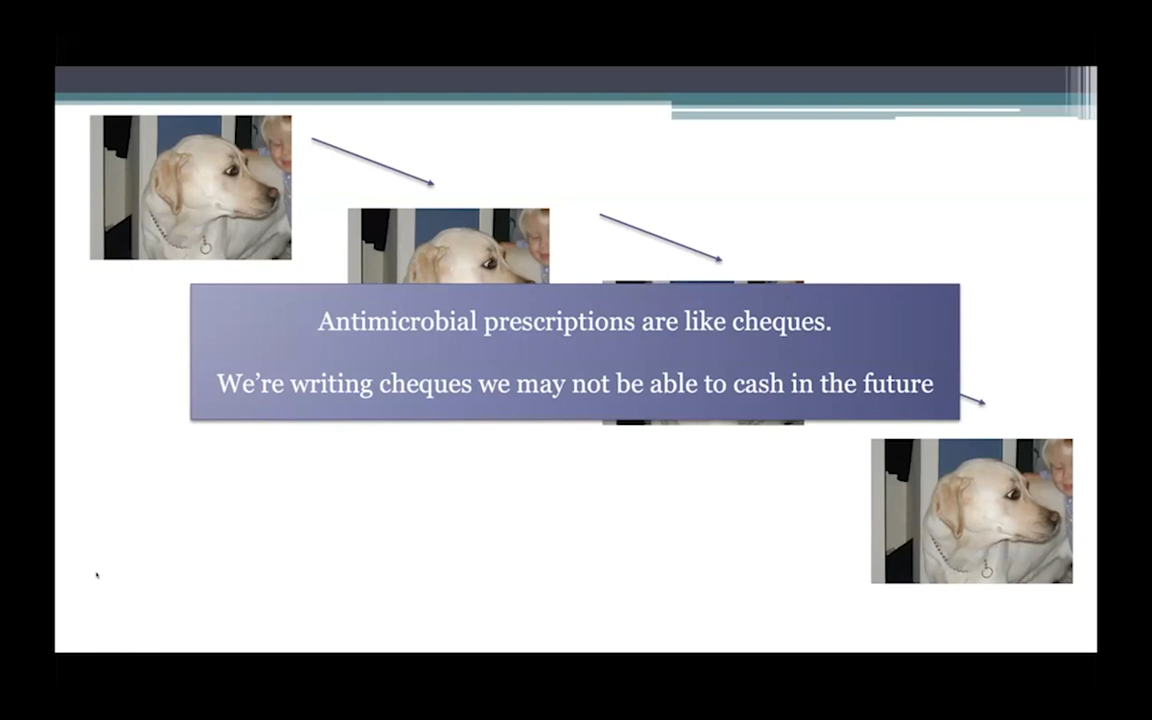 Antimicrobial prescriptions are like cheques.
We’re writing cheques we may not be able to cash in the future